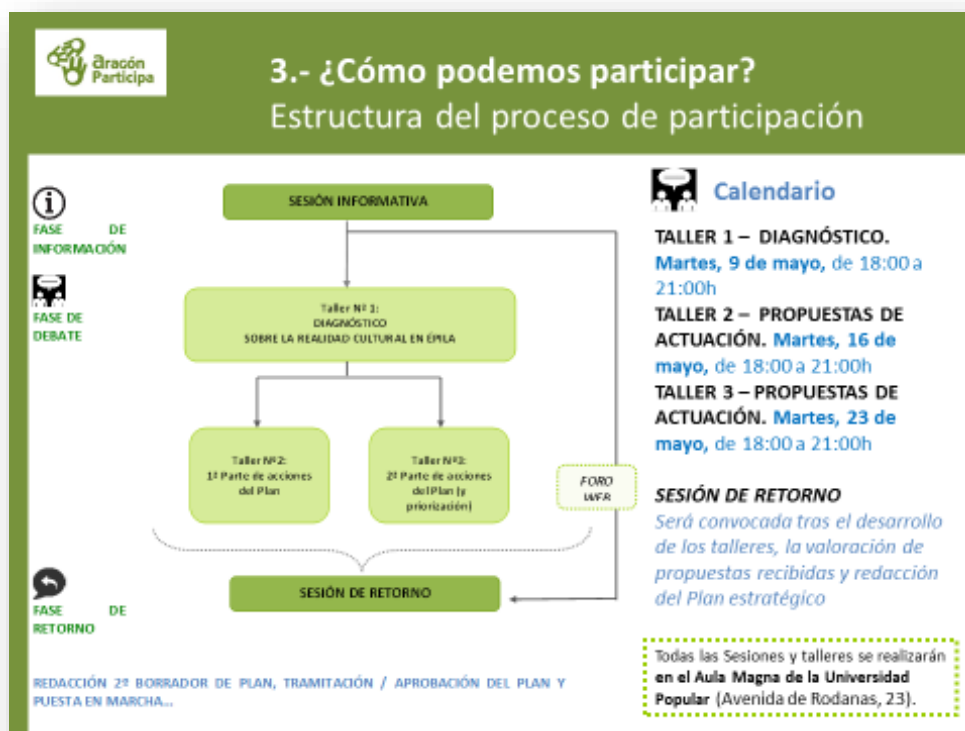 aragón
Participa
3.- ¿Cómo podemos participar?
Estructura del proceso de participación
FASE DE
INFORMACIÓN
FASE DE
DEBATE
SESIÓN INFORMATIVA
Taller Nº 1:
DIAGNÓSTICO
SOBRE LA REALIDAD CULTURAL EN ÉPILA
Taller Nº2:
1ª Parte de acciones
del Plan
Taller Nº3:
2ª Parte de acciones
del Plan (y
priorización)
FORO
WEB
SESIÓN DE RETORNO
FASE DE
RETORNO
REDACCIÓN 2º BORRADOR DE PLAN, TRAMITACIÓN / APROBACIÓN DEL PLAN Y
PUESTA EN MARCHA...
Calendario
TALLER 1 – DIAGNÓSTICO.
Martes, 9 de mayo, de 18:00 a
21:00h
TALLER 2 – PROPUESTAS DE
ACTUACIÓN. Martes, 16 de
mayo, de 18:00 a 21:00h
TALLER 3 – PROPUESTAS DE
ACTUACIÓN. Martes, 23 de
mayo, de 18:00 a 21:00h
SESIÓN DE RETORNO
Será convocada tras el desarrollo
de los talleres, la valoración de
propuestas recibidas y redacción
del Plan estratégico
Todas las Sesiones y talleres se realizarán
en el Aula Magna de la Universidad
Popular (Avenida de Rodanas, 23).